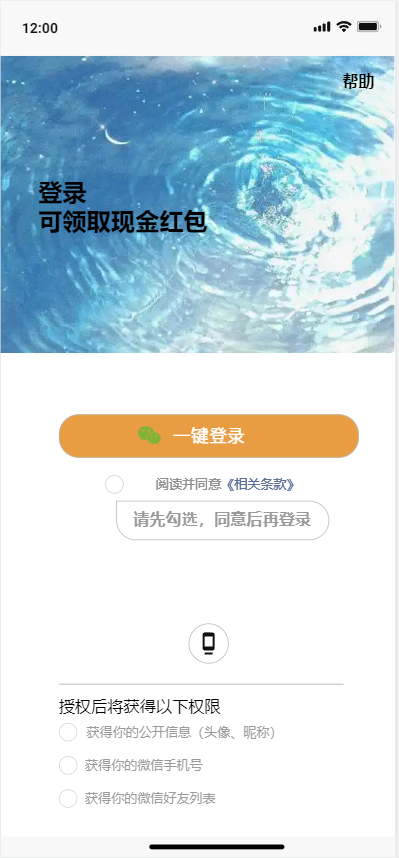 12:00
帮助
登录
可领取现金红包
一键登录
阅读并同意《相关条款》
请先勾选，同意后再登录
授权后将获得以下权限
获得你的公开信息（头像、昵称）
获得你的微信手机号
获得你的微信好友列表